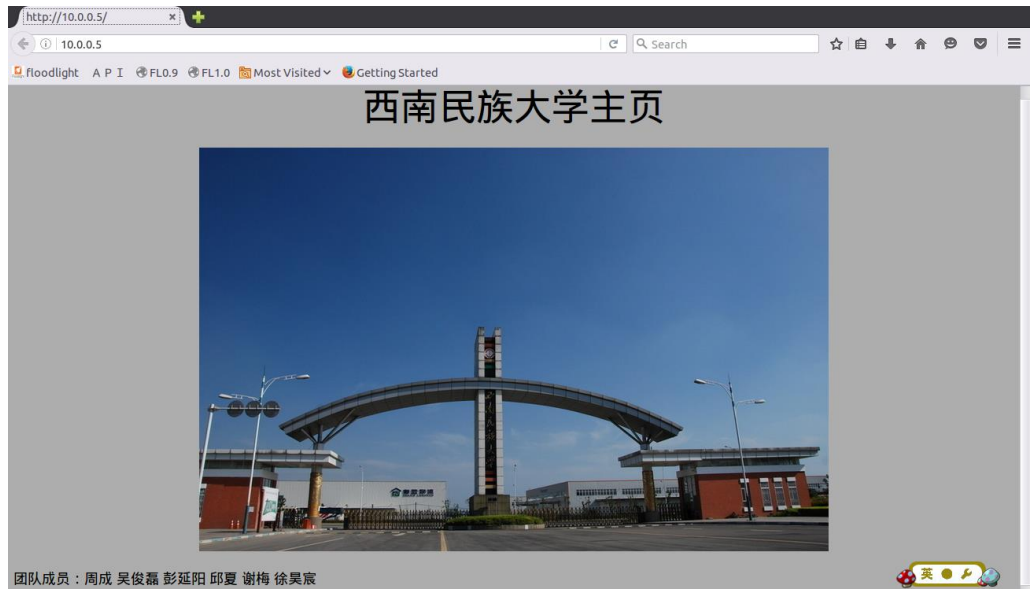 http://10.0.0.5/
10.0.0.5
Search
floodlight A P I FL0.9 FL1.0 Most Visited Getting Started
西南民族大学主页
团队成员：周成 吴俊磊 彭延阳 邱夏 谢梅 徐昊宸
英